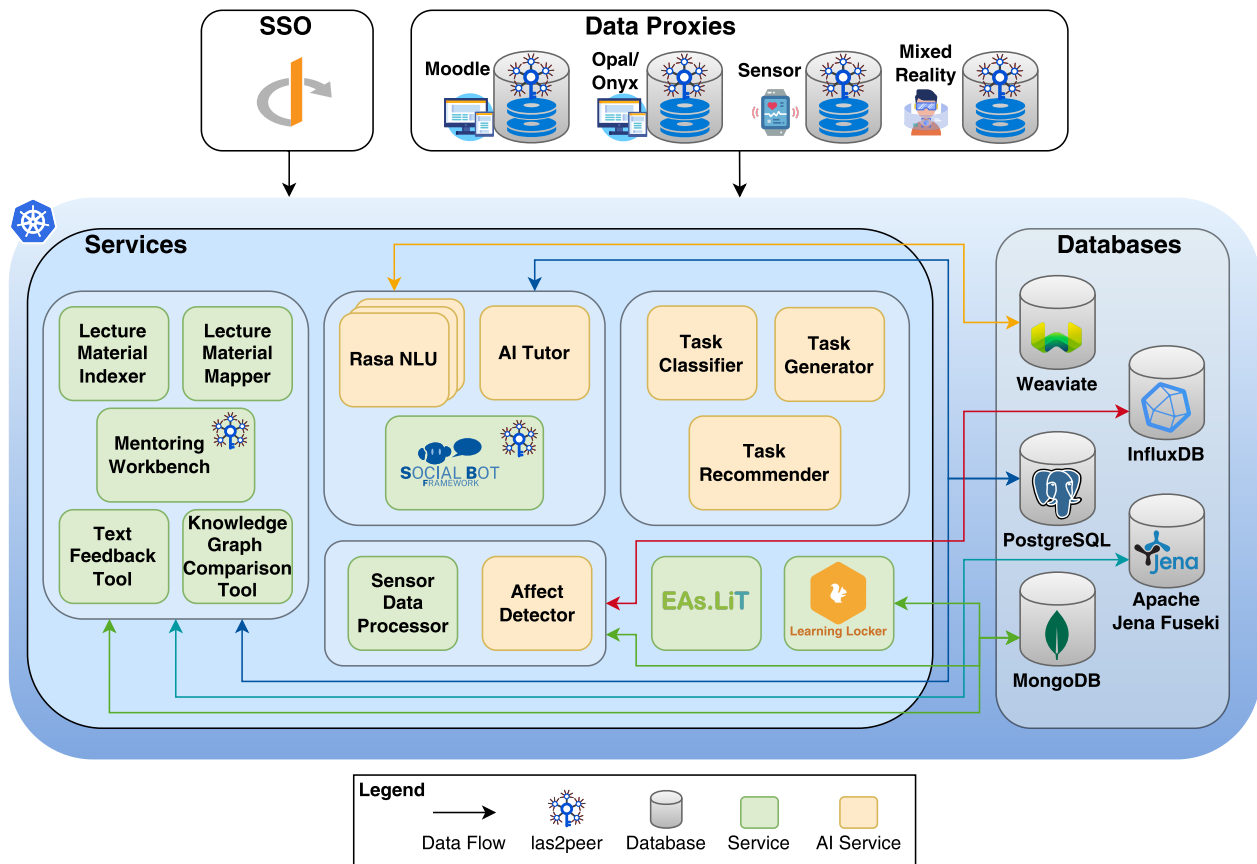 SSO
Data Proxies
Moodle
Opal/
Onyx
Sensor
Mixed
Reality
Services
Databases
Lecture
Material
Indexer
Lecture
Material
Mapper
Mentoring
Workbench
Text
Feedback
Tool
Knowledge
Graph
Comparison
Tool
Rasa NLU
AI Tutor
SOCIAL BOT
FRAMEWORK
Task
Classifier
Task
Generator
Task
Recommender
Sensor
Data
Processor
Affect
Detector
EAs.LiT
Learning Locker
Weaviate
InfluxDB
PostgreSQL
Jena
Apache
Jena Fuseki
MongoDB
Legend
Data Flow
las2peer
Database
Service
AI Service